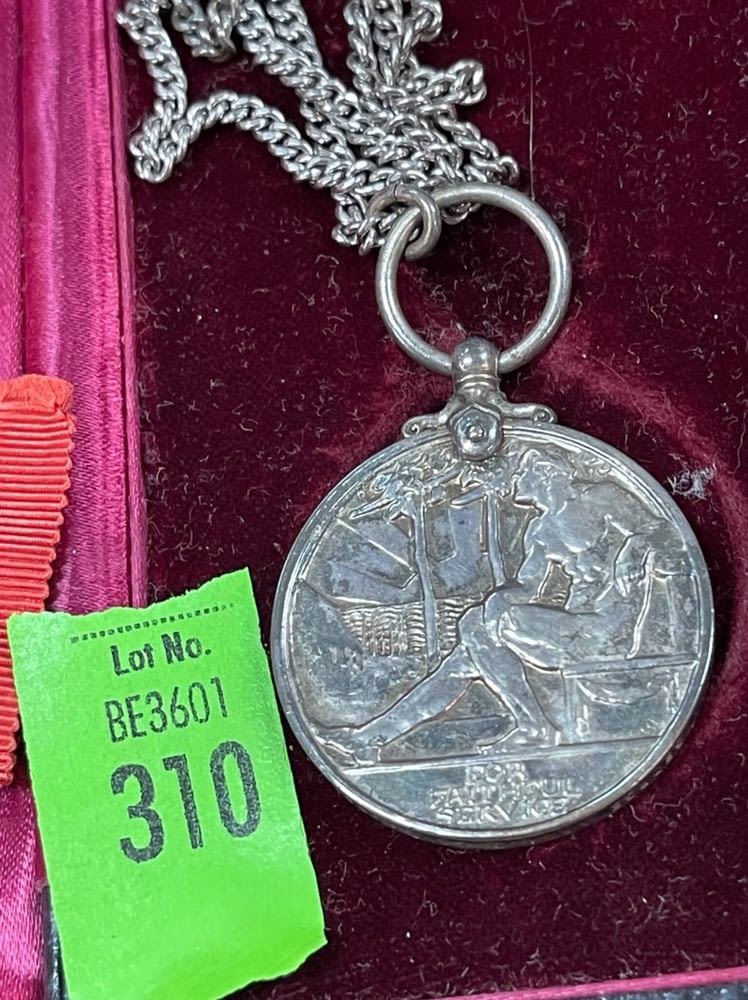 Lot No.
BE3601
310
FOR
FAITHFUL
SERVICE